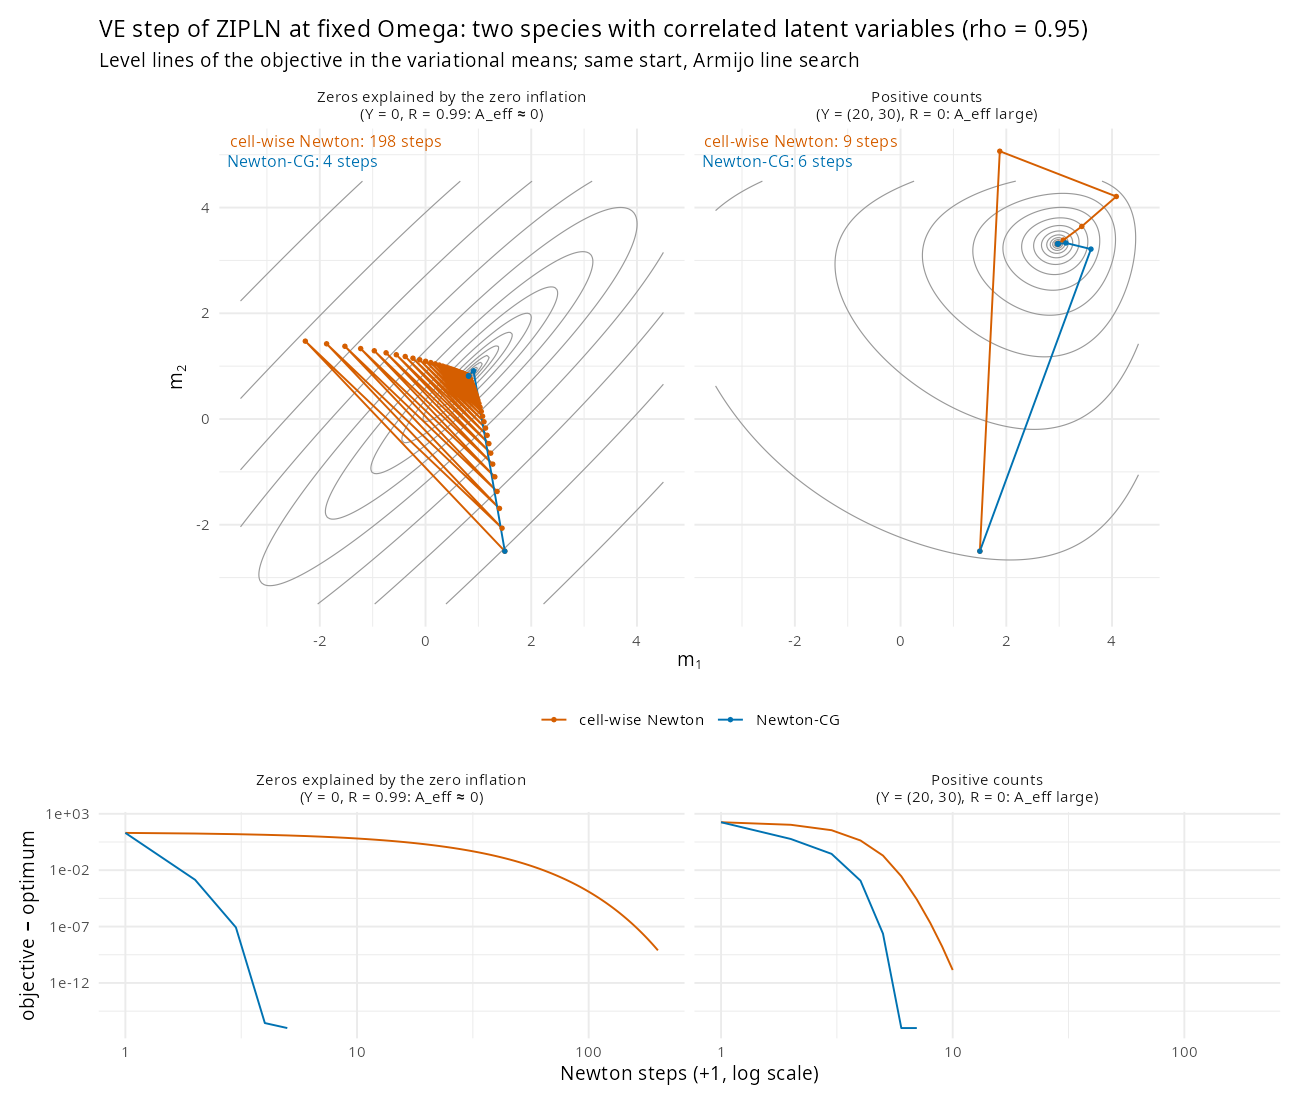 VE step of ZIPLN at fixed Omega: two species with correlated latent variables (rho = 0.95)
Level lines of the objective in the variational means; same start, Armijo line search
Zeros explained by the zero inflation
(Y = 0, R = 0.99: A_eff ≈ 0)
Positive counts
(Y = (20, 30), R = 0: A_eff large)
cell-wise Newton: 198 steps
Newton-CG: 4 steps
cell-wise Newton: 9 steps
Newton-CG: 6 steps
4
2
0
-2
m₂
-2 0 2 4
-2 0 2 4
m₁
cell-wise Newton
Newton-CG
Zeros explained by the zero inflation
(Y = 0, R = 0.99: A_eff ≈ 0)
Positive counts
(Y = (20, 30), R = 0: A_eff large)
1e+03
1e-02
1e-07
1e-12
objective − optimum
1 10 100
1 10 100
Newton steps (+1, log scale)